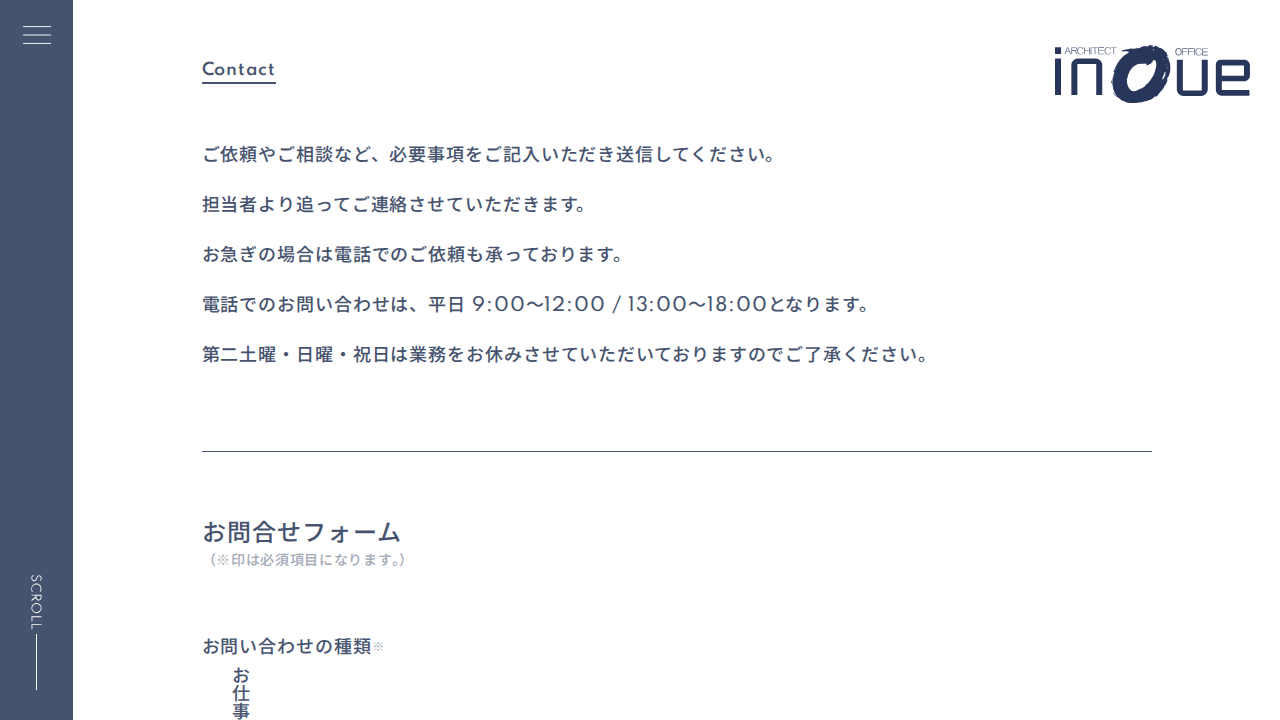 Contact
ARCHITECT OFFICE
inoue
ご依頼やご相談など、必要事項をご記入いただき送信してください。
担当者より追ってご連絡させていただきます。
お急ぎの場合は電話でのご依頼も承っております。
電話でのお問い合わせは、平日 9:00〜12:00 / 13:00〜18:00となります。
第二土曜・日曜・祝日は業務をお休みさせていただいておりますのでご了承ください。
お問合せフォーム
（※印は必須項目になります。）
SCROLL
お問い合わせの種類※
お仕事